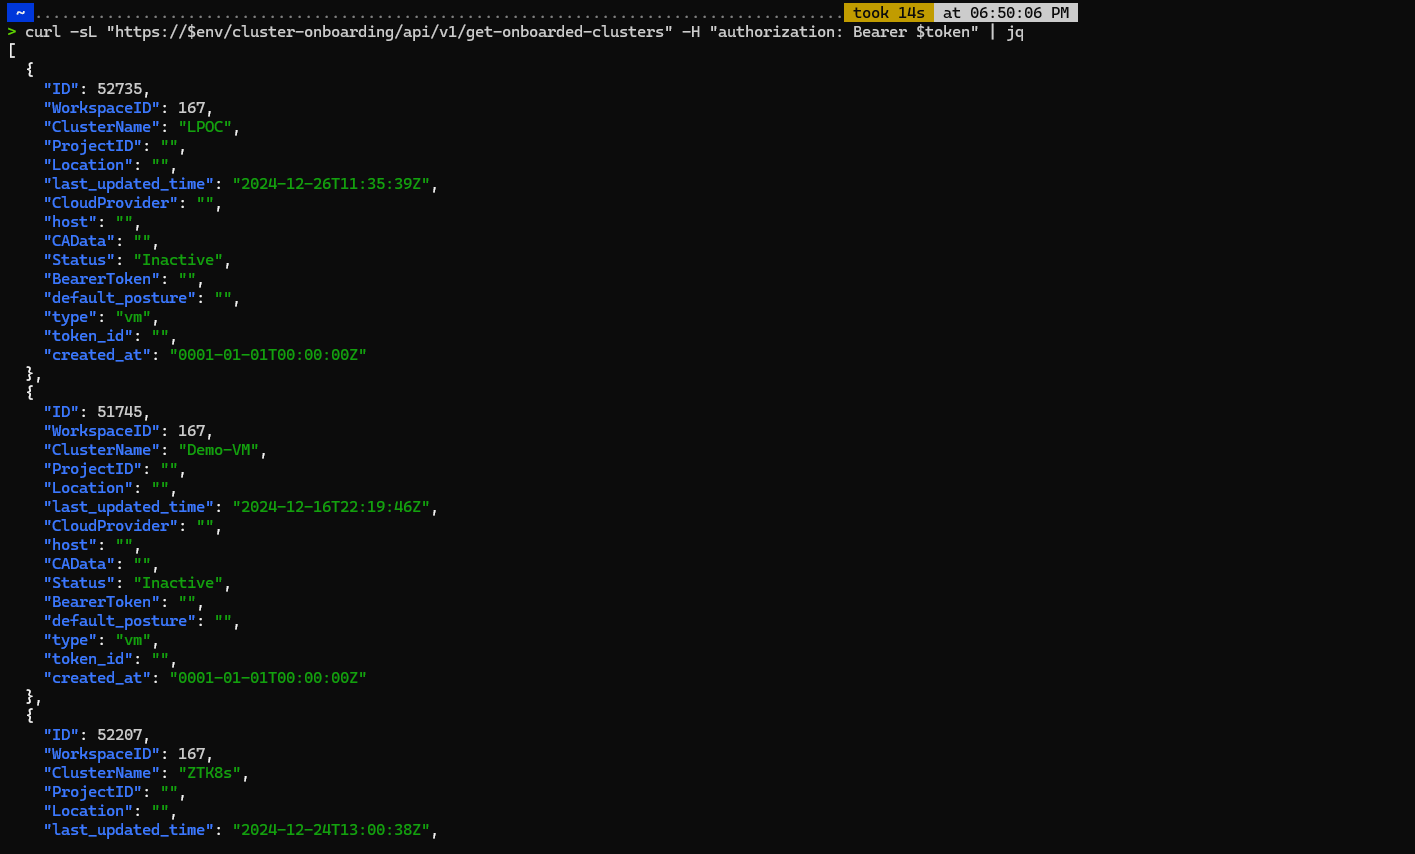 ~ took 14s at 06:50:06 PM
> curl -sL "https://$env/cluster-onboarding/api/v1/get-onboarded-clusters" -H "authorization: Bearer $token" | jq
[
  {
    "ID": 52735,
    "WorkspaceID": 167,
    "ClusterName": "LPOC",
    "ProjectID": "",
    "Location": "",
    "last_updated_time": "2024-12-26T11:35:39Z",
    "CloudProvider": "",
    "host": "",
    "CAData": "",
    "Status": "Inactive",
    "BearerToken": "",
    "default_posture": "",
    "type": "vm",
    "token_id": "",
    "created_at": "0001-01-01T00:00:00Z"
  },
  {
    "ID": 51745,
    "WorkspaceID": 167,
    "ClusterName": "Demo-VM",
    "ProjectID": "",
    "Location": "",
    "last_updated_time": "2024-12-16T22:19:46Z",
    "CloudProvider": "",
    "host": "",
    "CAData": "",
    "Status": "Inactive",
    "BearerToken": "",
    "default_posture": "",
    "type": "vm",
    "token_id": "",
    "created_at": "0001-01-01T00:00:00Z"
  },
  {
    "ID": 52207,
    "WorkspaceID": 167,
    "ClusterName": "ZTK8s",
    "ProjectID": "",
    "Location": "",
    "last_updated_time": "2024-12-24T13:00:38Z",